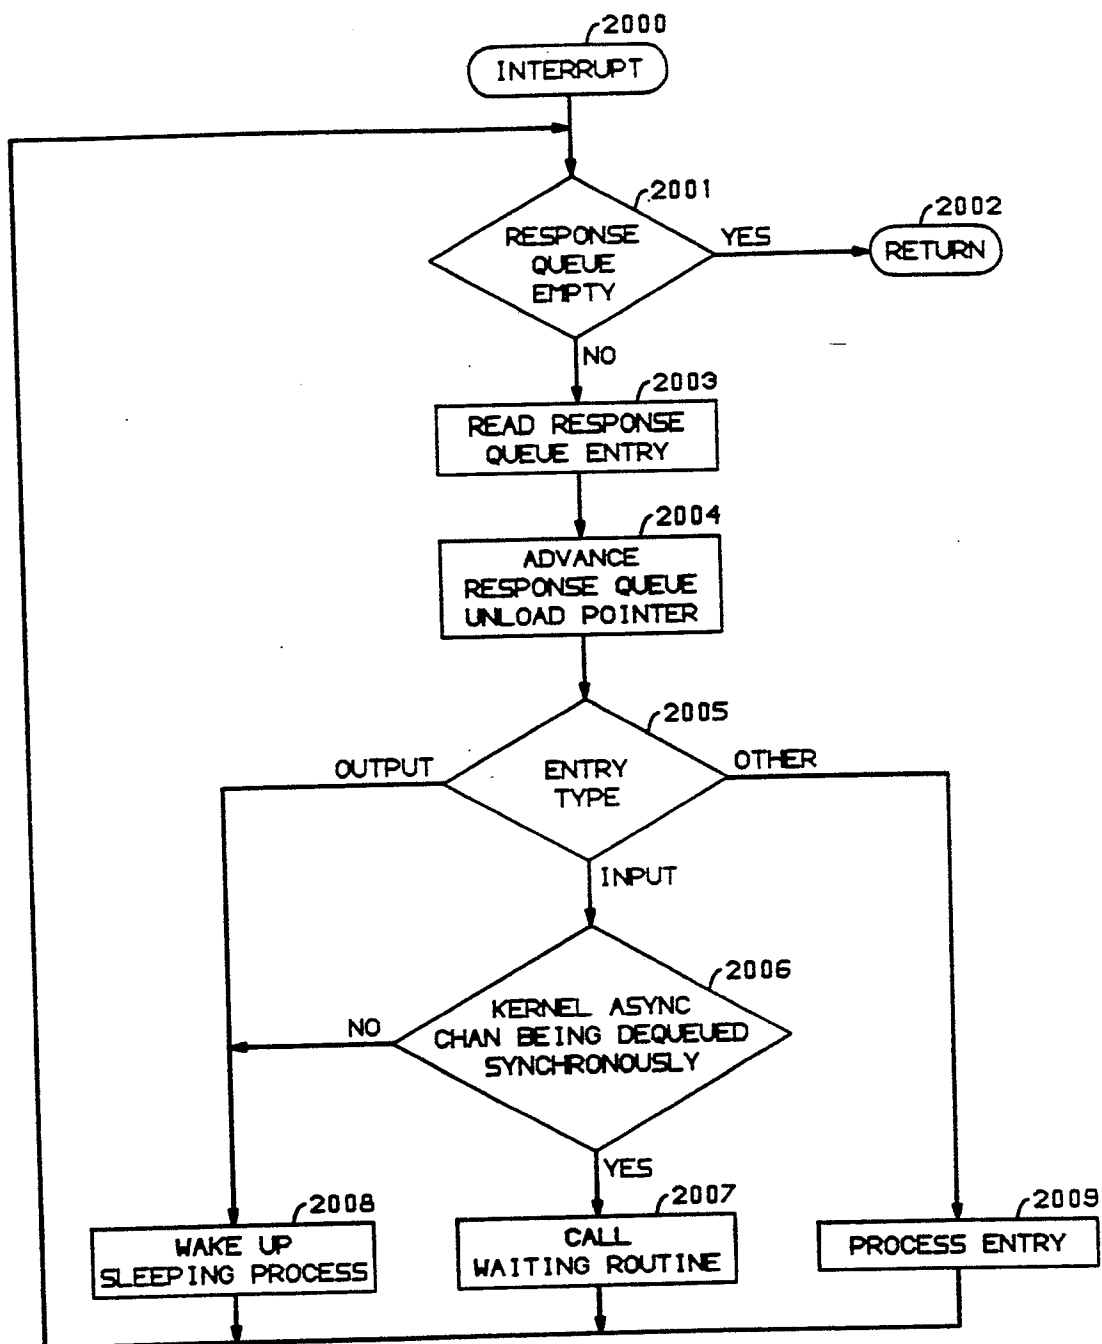 2000
INTERRUPT
2001
RESPONSE
QUEUE
EMPTY
YES
2002
RETURN
NO
2003
READ RESPONSE
QUEUE ENTRY
2004
ADVANCE
RESPONSE QUEUE
UNLOAD POINTER
2005
ENTRY
TYPE
OUTPUT
OTHER
INPUT
2006
KERNEL ASYNC
CHAN BEING DEQUEUED
SYNCHRONOUSLY
NO
YES
2008
WAKE UP
SLEEPING PROCESS
2007
CALL
WAITING ROUTINE
2009
PROCESS ENTRY